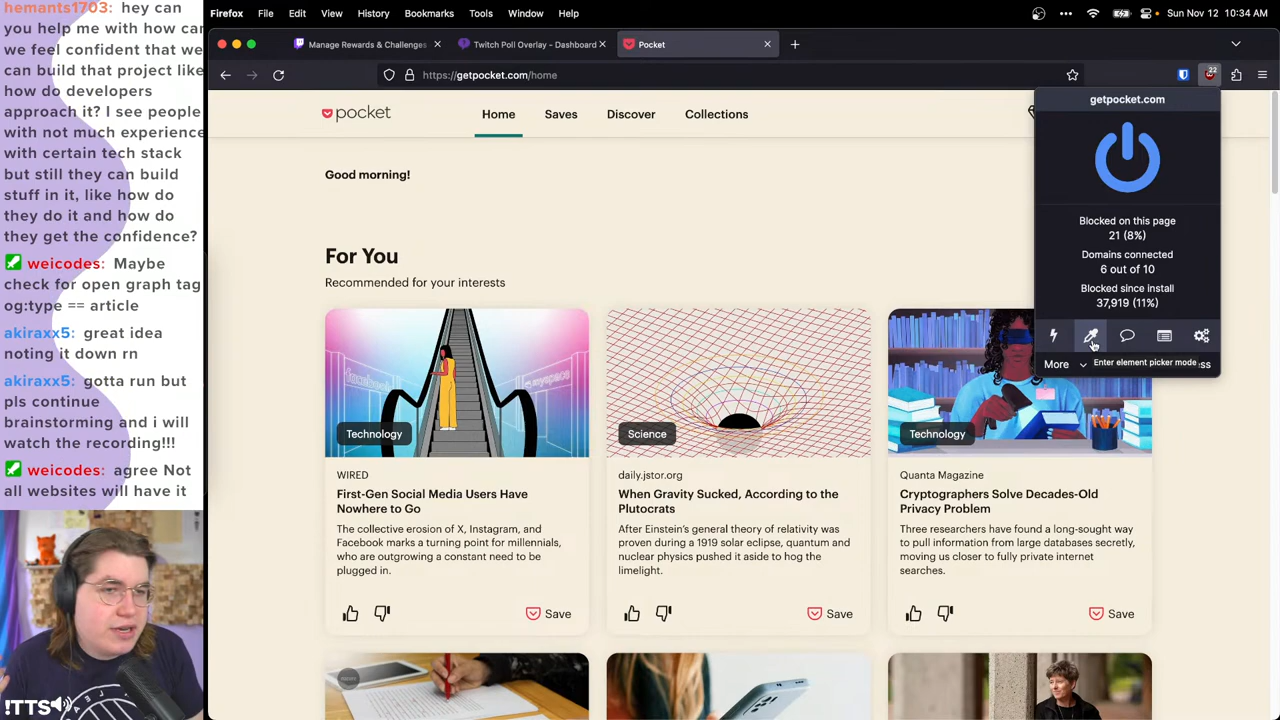 Firefox File Edit View History Bookmarks Tools Window Help
Sun Nov 12 10:34 AM
hemants1703: hey can
you help me with how can
we feel confident that we
can build that project like
how do developers
approach it? I see people
with not much experience
with certain tech stack
but still they can build
stuff in it, like how do
they do it and how do
they get the confidence?
weicodes: Maybe
check for open graph tag
og:type == article
akiraxx5: great idea
noting it down rn
akiraxx5: gotta run but
pls continue
brainstorming and i will
watch the recording!!!
weicodes: agree Not
all websites will have it
!TTS
Manage Rewards & Challenges
Twitch Poll Overlay - Dashboard
Pocket
https://getpocket.com/home
22
pocket
Home Saves Discover Collections
Good morning!
For You
Recommended for your interests
Technology
WIRED
First-Gen Social Media Users Have
Nowhere to Go
The collective erosion of X, Instagram, and
Facebook marks a turning point for millennials,
who are outgrowing a constant need to be
plugged in.
Save
Science
daily.jstor.org
When Gravity Sucked, According to the
Plutocrats
After Einstein's general theory of relativity was
proven during a 1919 solar eclipse, quantum and
nuclear physics pushed it aside to hog the
limelight.
Save
Technology
Quanta Magazine
Cryptographers Solve Decades-Old
Privacy Problem
Three researchers have found a long-sought way
to pull information from large databases secretly,
moving us closer to fully private internet
searches.
Save
getpocket.com
Blocked on this page
21 (8%)
Domains connected
6 out of 10
Blocked since install
37,919 (11%)
More
Enter element picker mode
ss